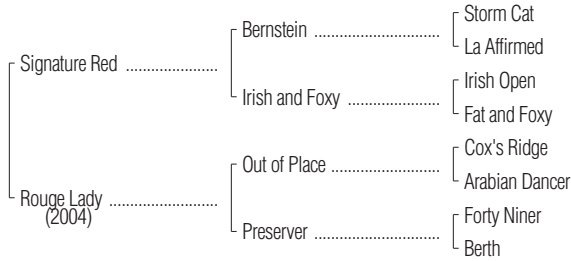 Storm Cat
Bernstein ....................
La Affirmed
Signature Red ...................
Irish Open
Irish and Foxy ...................
Fat and Foxy
Cox's Ridge
Out of Place ......................
Arabian Dancer
Rouge Lady ......................
(2004)
Forty Niner
Preserver .........................
Berth